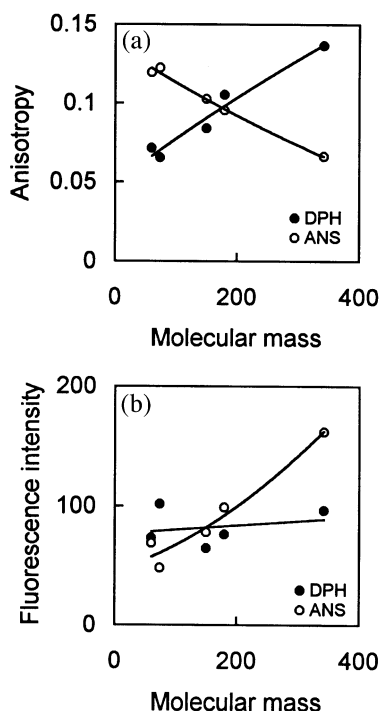 (a)
0.15
0.1
0.05
0
Anisotropy
DPH
ANS
0 200 400
Molecular mass
(b)
200
100
0
Fluorescence intensity
DPH
ANS
0 200 400
Molecular mass